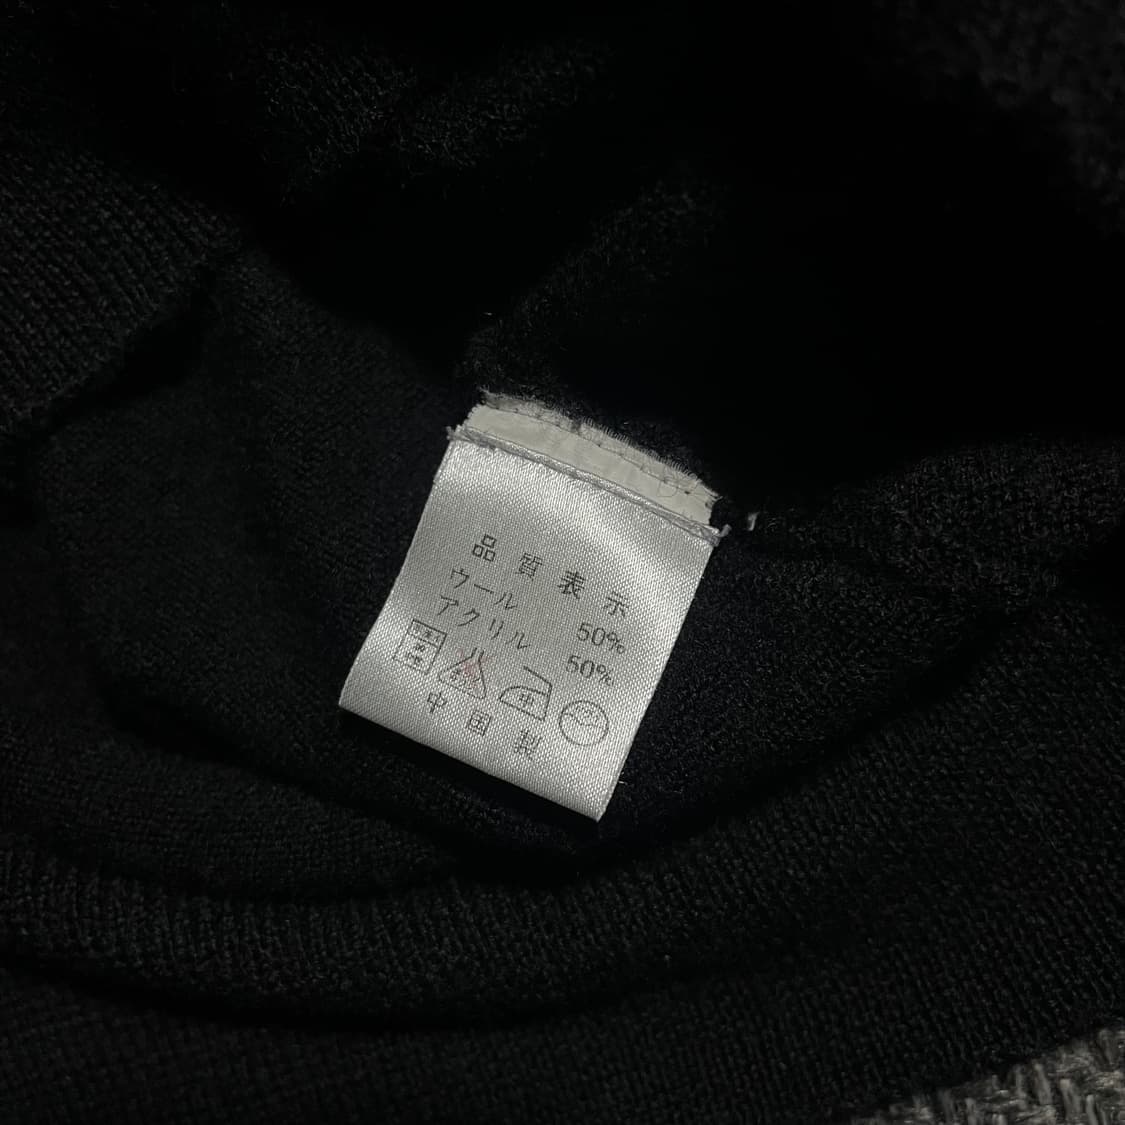 品質表示
ウール 50%
アクリル 50%
中国製